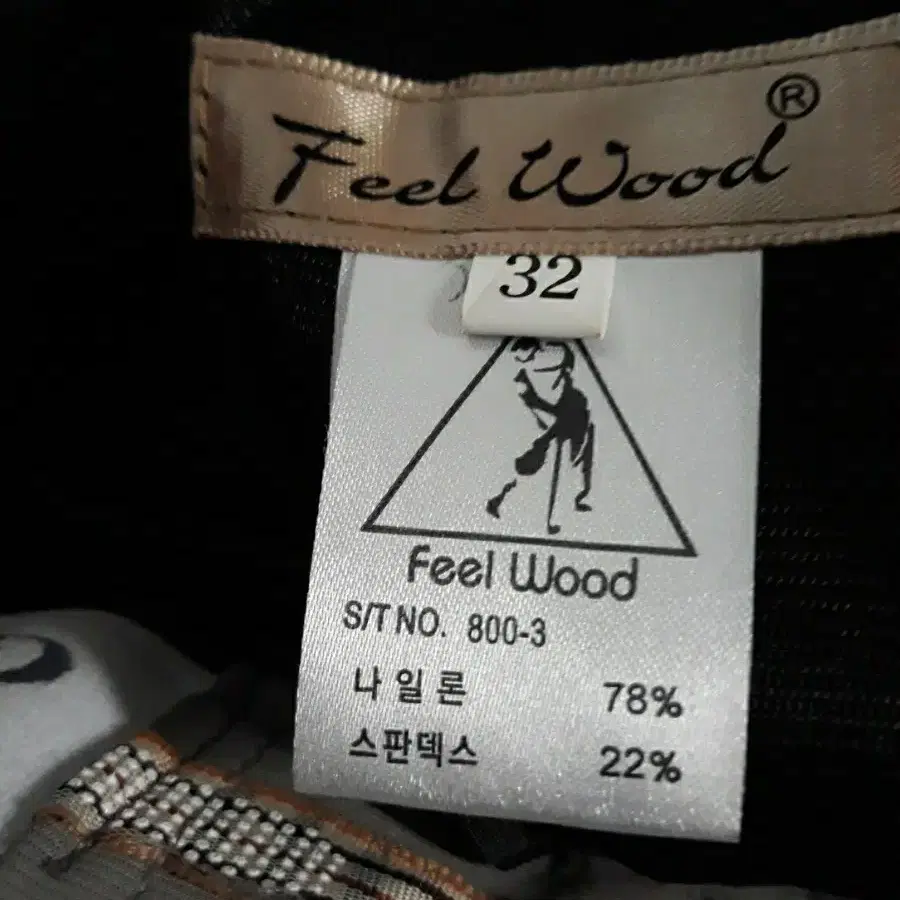 Feel Wood ®
32
Feel Wood
S/T NO. 800-3
나일론 78%
스판덱스 22%